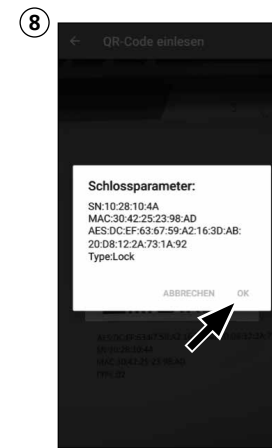 8
QR-Code einlesen
Schlossparameter:
SN:10:28:10:4A
MAC:30:42:25:23:98:AD
AES:DC:EF:63:67:59:A2:16:3D:AB:
20:D8:12:2A:73:1A:92
Type:Lock
ABBRECHEN OK